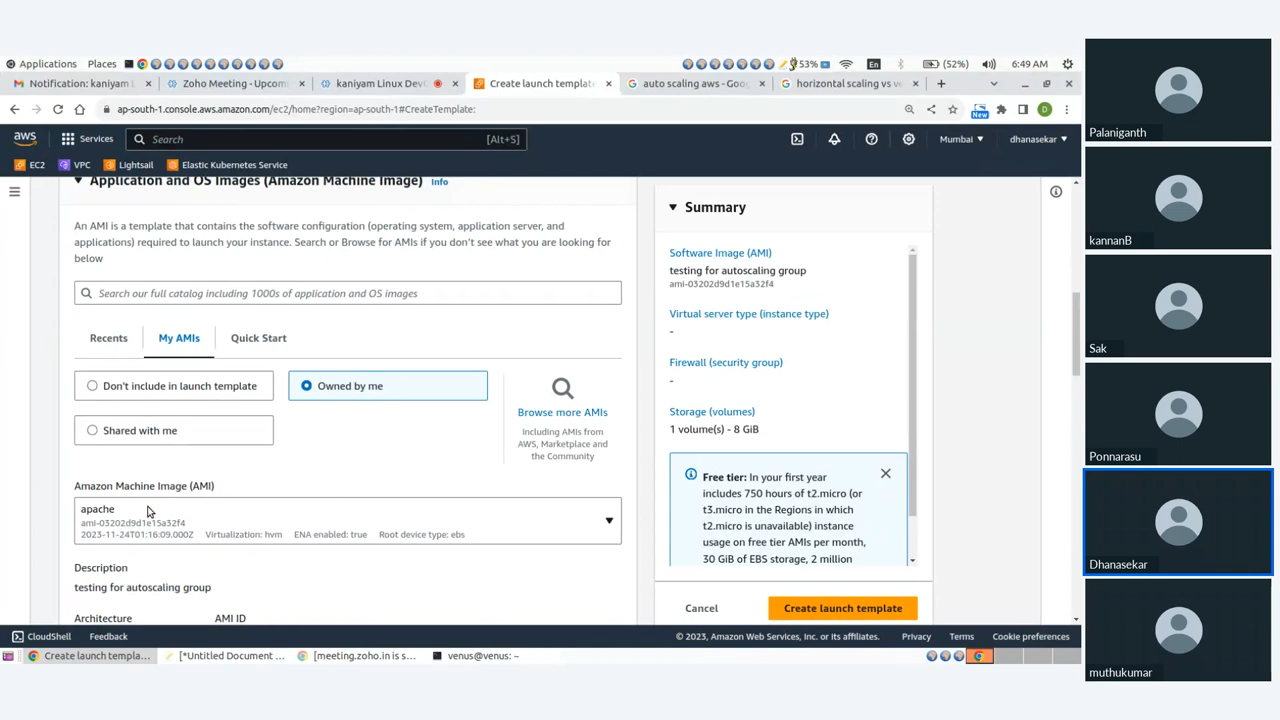 Applications Places 53% En (52%) 6:49 AM
Notification: kaniyam Zoho Meeting - Upcom kaniyam Linux DevO Create launch templat auto scaling aws - Goog horizontal scaling vs ve
ap-south-1.console.aws.amazon.com/ec2/home?region=ap-south-1#CreateTemplate:
New
D
aws Services Search [Alt+S] Mumbai dhanasekar
EC2 VPC Lightsail Elastic Kubernetes Service
Application and OS Images (Amazon Machine Image) Info
An AMI is a template that contains the software configuration (operating system, application server, and
applications) required to launch your instance. Search or Browse for AMIs if you don't see what you are looking for
below
Search our full catalog including 1000s of application and OS images
Recents My AMIs Quick Start
Don't include in launch template
Owned by me
Shared with me
Browse more AMIs
Including AMIs from
AWS, Marketplace and
the Community
Amazon Machine Image (AMI)
apache
ami-03202d9d1e15a32f4
2023-11-24T01:16:09.000Z Virtualization: hvm ENA enabled: true Root device type: ebs
Description
testing for autoscaling group
Architecture AMI ID
Summary
Software Image (AMI)
testing for autoscaling group
ami-03202d9d1e15a32f4
Virtual server type (instance type)
-
Firewall (security group)
-
Storage (volumes)
1 volume(s) - 8 GiB
Free tier: In your first year
includes 750 hours of t2.micro (or
t3.micro in the Regions in which
t2.micro is unavailable) instance
usage on free tier AMIs per month,
30 GiB of EBS storage, 2 million
Cancel Create launch template
CloudShell Feedback © 2023, Amazon Web Services, Inc. or its affiliates. Privacy Terms Cookie preferences
Create launch templa... [*Untitled Document ... [meeting.zoho.in is s... venus@venus: ~
Palaniganth
kannanB
Sak
Ponnarasu
Dhanasekar
muthukumar